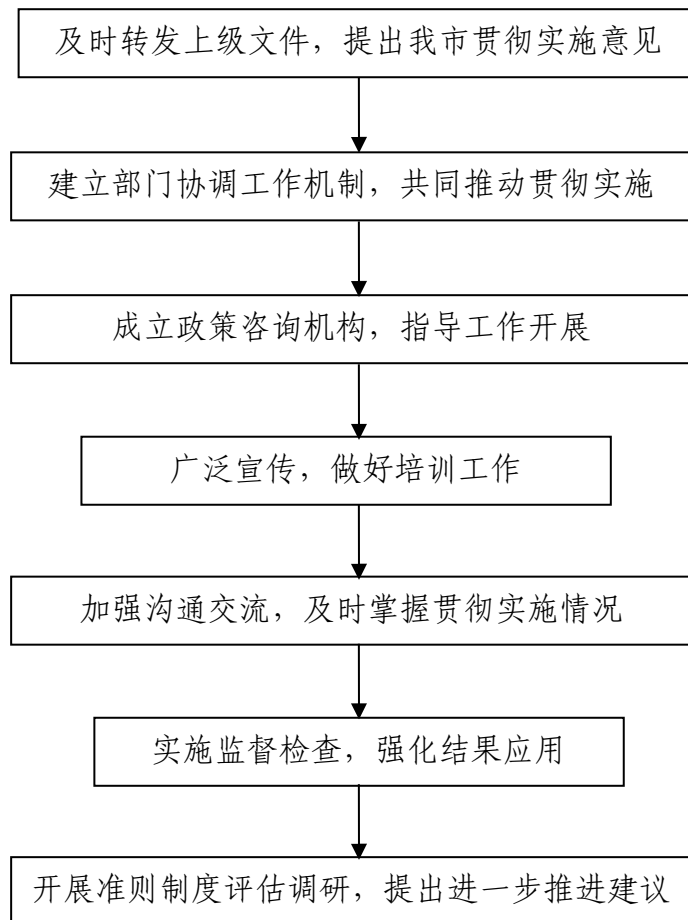 及时转发上级文件，提出我市贯彻实施意见
建立部门协调工作机制，共同推动贯彻实施
成立政策咨询机构，指导工作开展
广泛宣传，做好培训工作
加强沟通交流，及时掌握贯彻实施情况
实施监督检查，强化结果应用
开展准则制度评估调研，提出进一步推进建议